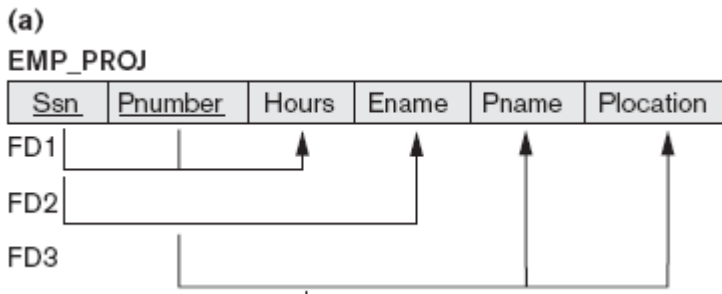 (a)
EMP_PROJ
Ssn Pnumber Hours Ename Pname Plocation
FD1
FD2
FD3